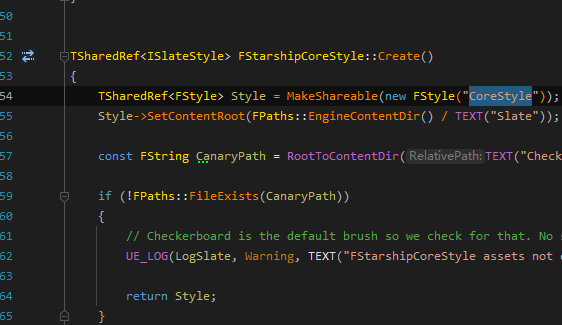 50
51
52 TSharedRef<ISlateStyle> FStarshipCoreStyle::Create()
53 {
54 TSharedRef<FStyle> Style = MakeShareable(new FStyle("CoreStyle"));
55 Style->SetContentRoot(FPaths::EngineContentDir() / TEXT("Slate"));
57 const FString CanaryPath = RootToContentDir(RelativePath:TEXT("Check
59 if (!FPaths::FileExists(CanaryPath))
60 {
61 // Checkerboard is the default brush so we check for that. No
62 UE_LOG(LogSlate, Warning, TEXT("FStarshipCoreStyle assets not
64 return Style;
65 }